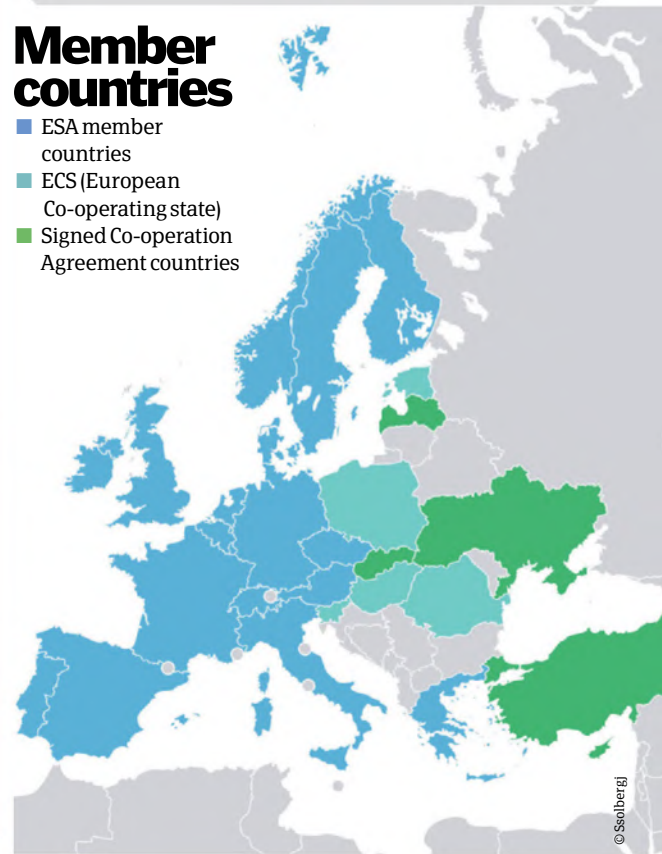 Member
countries
ESA member
countries
ECS (European
Co-operating state)
Signed Co-operation
Agreement countries
© Ssolbergj